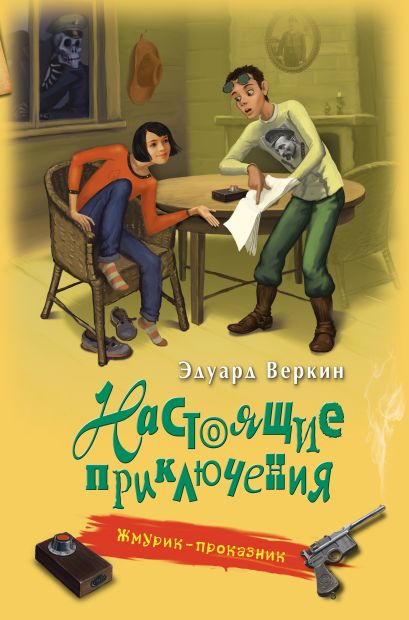 Эдуард Веркин
Настоящие
приключения
Жмурик-проказник